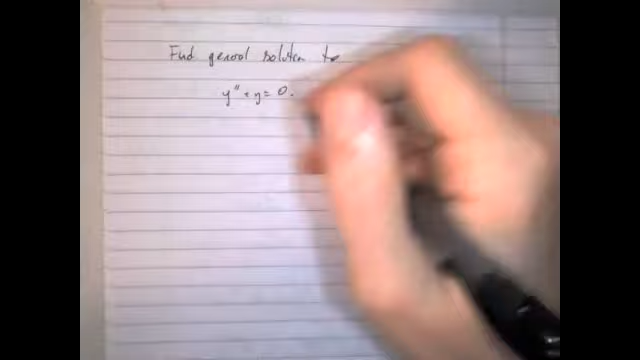 Find general solution to
y" + y = 0.